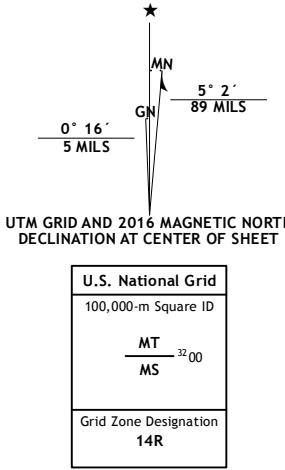 ★
MN
GN
5° 2´
89 MILS
0° 16´
5 MILS
UTM GRID AND 2016 MAGNETIC NORTH
DECLINATION AT CENTER OF SHEET
U.S. National Grid
100,000-m Square ID
MT
3200
MS
Grid Zone Designation
14R